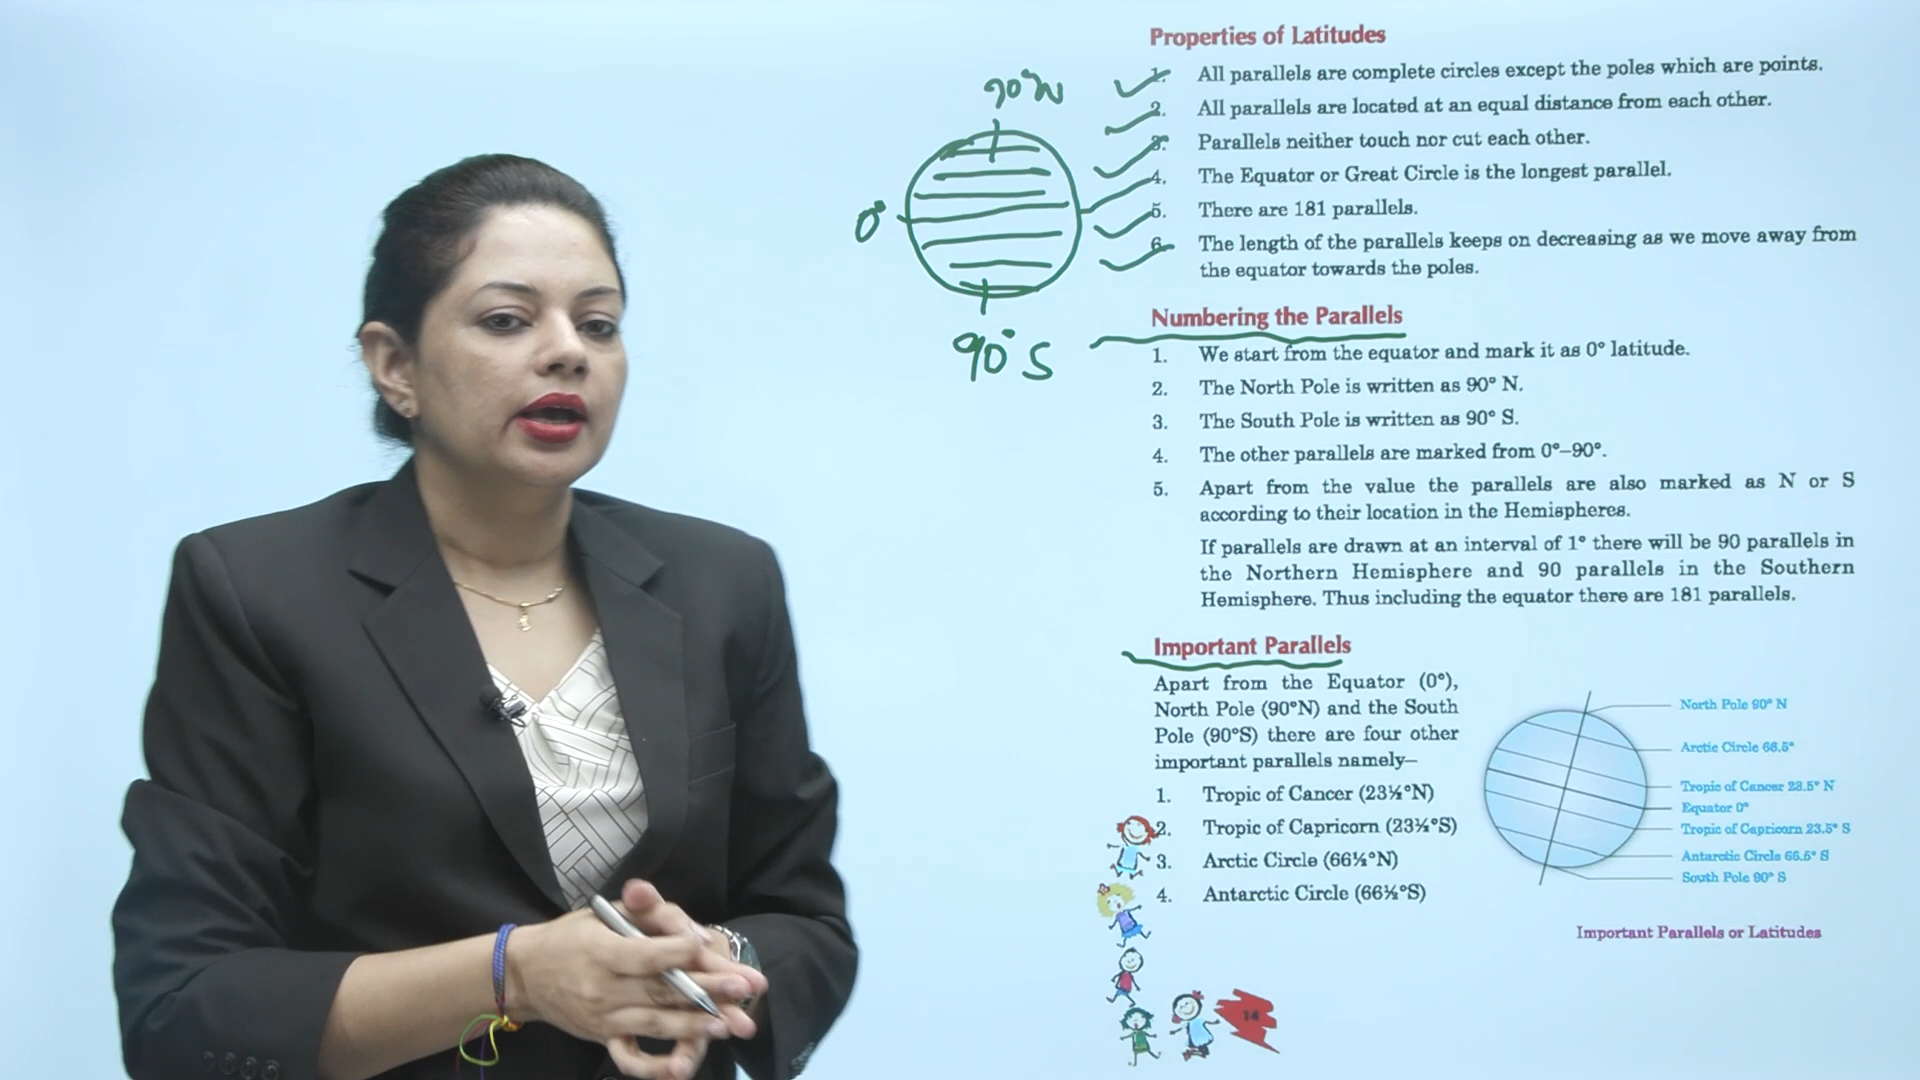 Properties of Latitudes
1. All parallels are complete circles except the poles which are points.
2. All parallels are located at an equal distance from each other.
3. Parallels neither touch nor cut each other.
4. The Equator or Great Circle is the longest parallel.
5. There are 181 parallels.
6. The length of the parallels keeps on decreasing as we move away from
the equator towards the poles.
90°N
0°
90°S
Numbering the Parallels
1. We start from the equator and mark it as 0° latitude.
2. The North Pole is written as 90° N.
3. The South Pole is written as 90° S.
4. The other parallels are marked from 0°–90°.
5. Apart from the value the parallels are also marked as N or S
according to their location in the Hemispheres.
If parallels are drawn at an interval of 1° there will be 90 parallels in
the Northern Hemisphere and 90 parallels in the Southern
Hemisphere. Thus including the equator there are 181 parallels.
Important Parallels
Apart from the Equator (0°),
North Pole (90°N) and the South
Pole (90°S) there are four other
important parallels namely–
1. Tropic of Cancer (23½°N)
2. Tropic of Capricorn (23½°S)
3. Arctic Circle (66½°N)
4. Antarctic Circle (66½°S)
North Pole 90° N
Arctic Circle 66.5°
Tropic of Cancer 23.5° N
Equator 0°
Tropic of Capricorn 23.5° S
Antarctic Circle 66.5° S
South Pole 90° S
Important Parallels or Latitudes
14